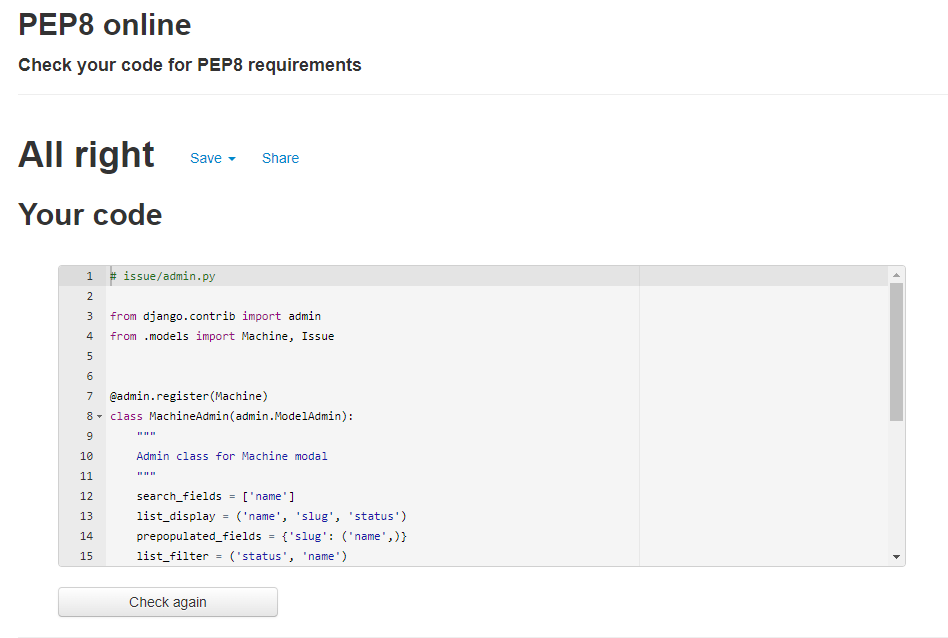 PEP8 online
Check your code for PEP8 requirements
All right Save Share
Your code
1 # issue/admin.py
2
3 from django.contrib import admin
4 from .models import Machine, Issue
5
6
7 @admin.register(Machine)
8 class MachineAdmin(admin.ModelAdmin):
9 """
10 Admin class for Machine modal
11 """
12 search_fields = ['name']
13 list_display = ('name', 'slug', 'status')
14 prepopulated_fields = {'slug': ('name',)}
15 list_filter = ('status', 'name')
Check again